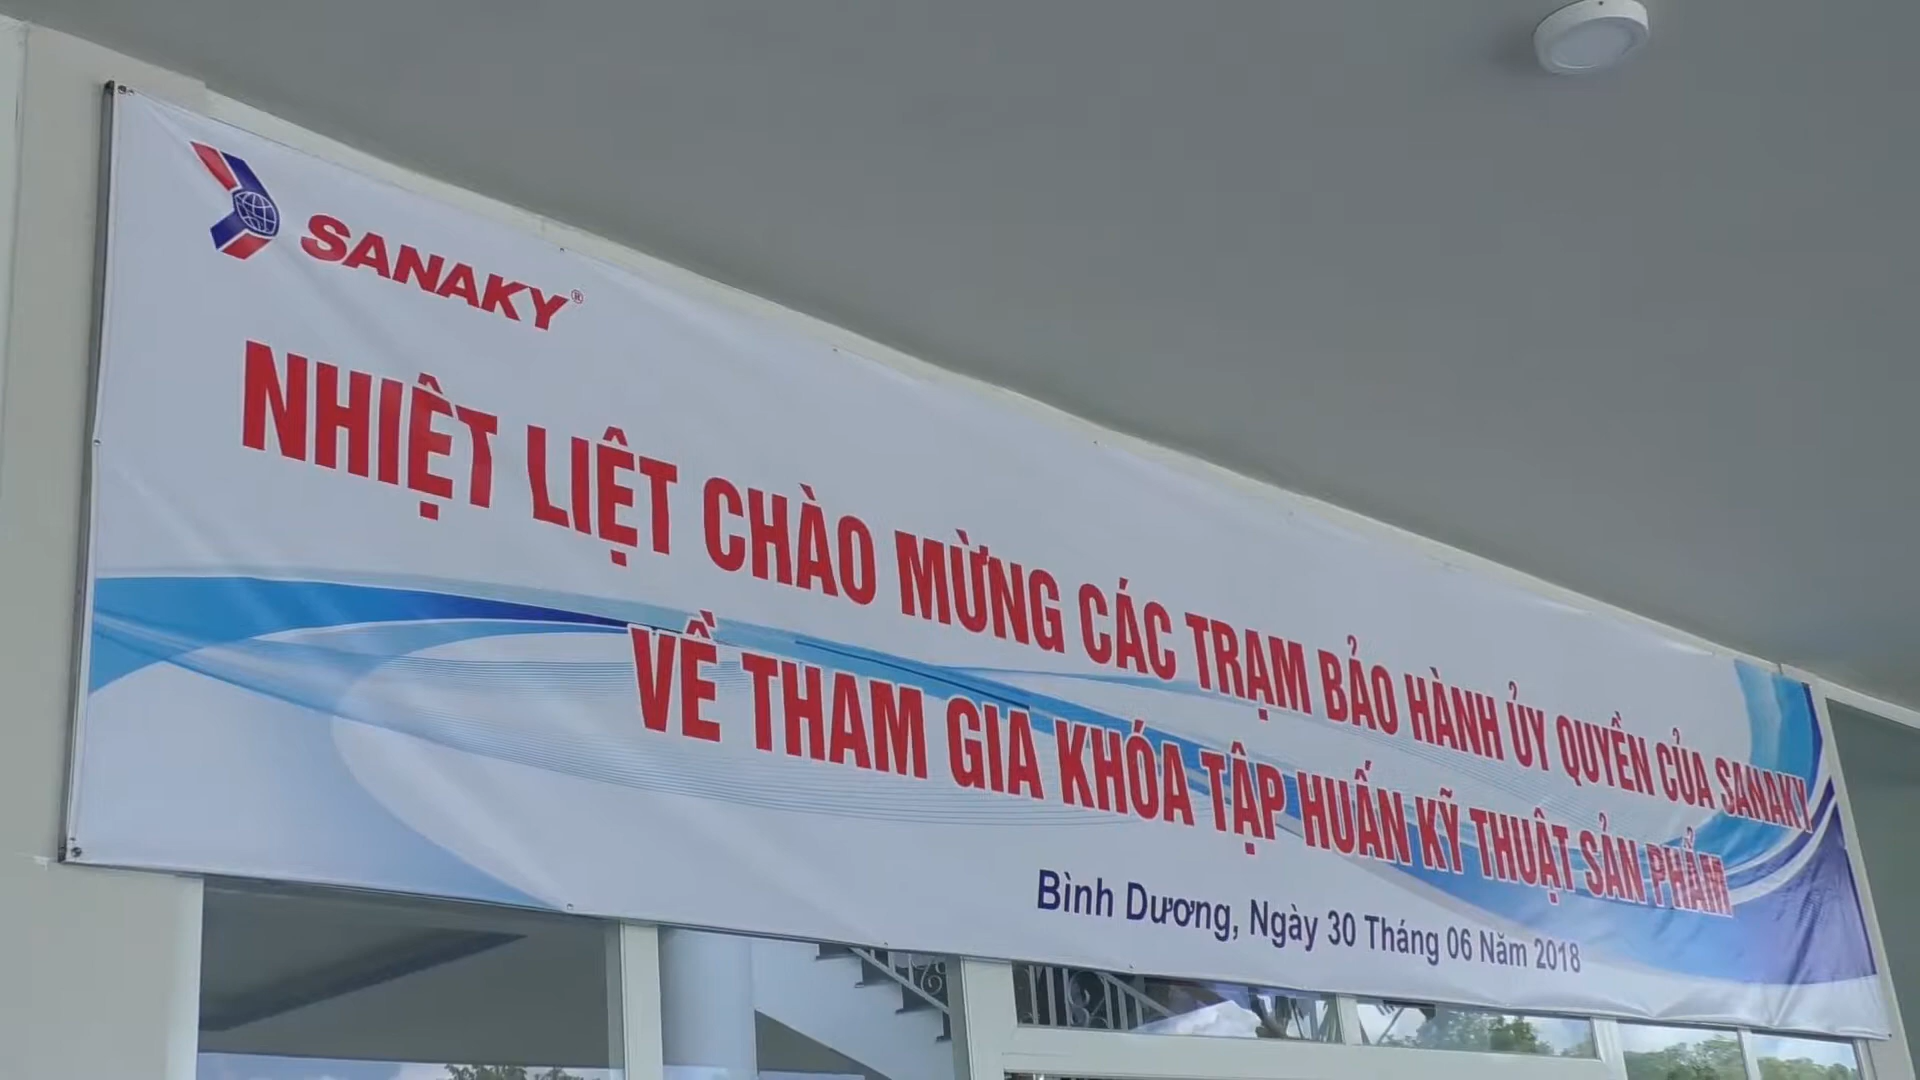 SANAKY®
NHIỆT LIỆT CHÀO MỪNG CÁC TRẠM BẢO HÀNH ỦY QUYỀN CỦA SANAKY
VỀ THAM GIA KHÓA TẬP HUẤN KỸ THUẬT SẢN PHẨM
Bình Dương, Ngày 30 Tháng 06 Năm 2018